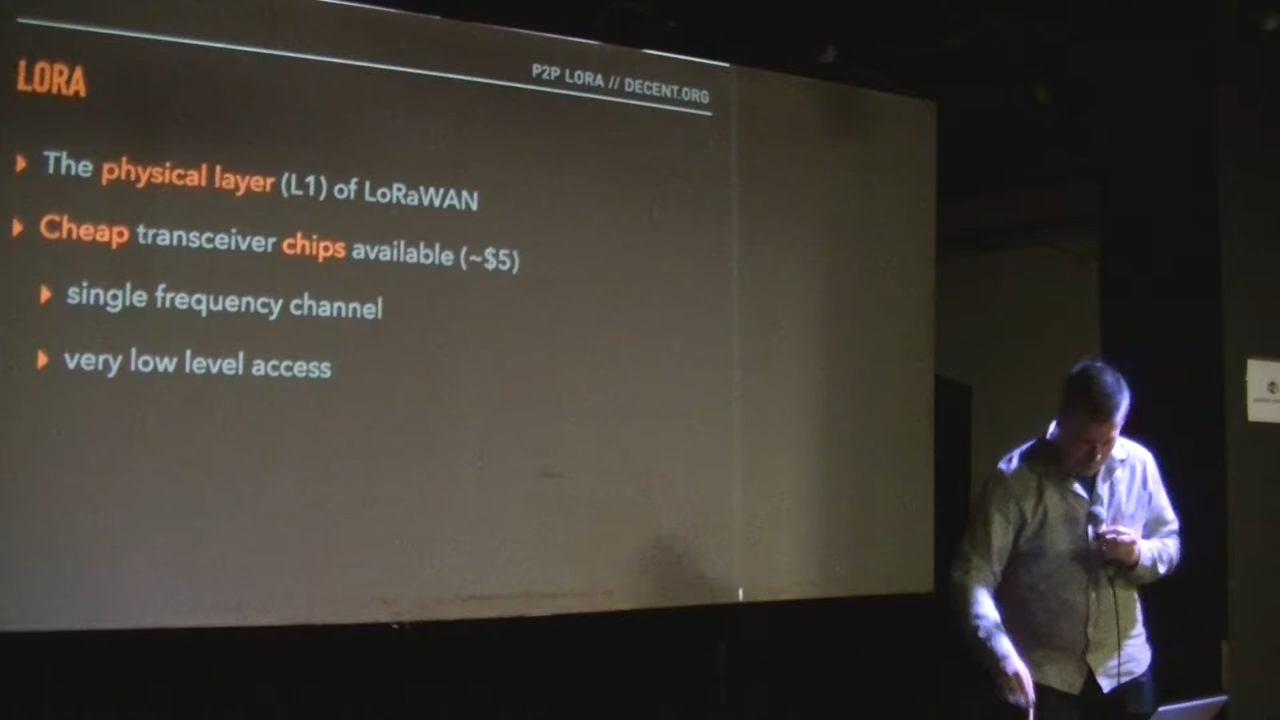 P2P LORA // DECENT.ORG
LORA
The physical layer (L1) of LoRaWAN
Cheap transceiver chips available (~$5)
single frequency channel
very low level access